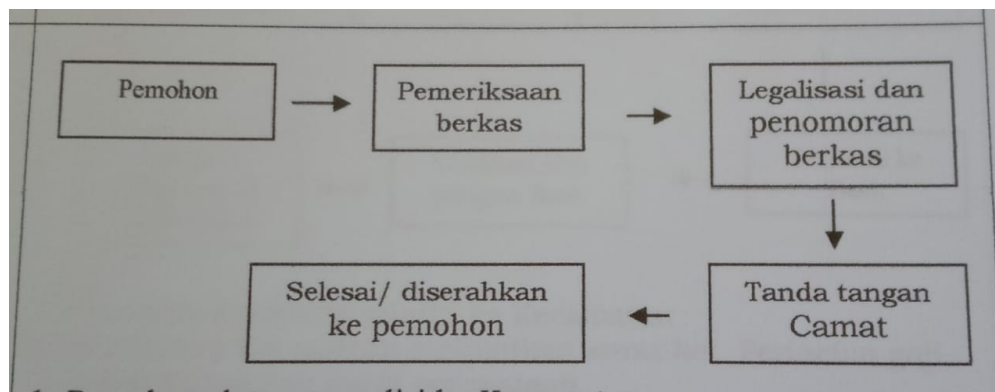 Pemohon
Pemeriksaan
berkas
Legalisasi dan
penomoran
berkas
Tanda tangan
Camat
Selesai/ diserahkan
ke pemohon